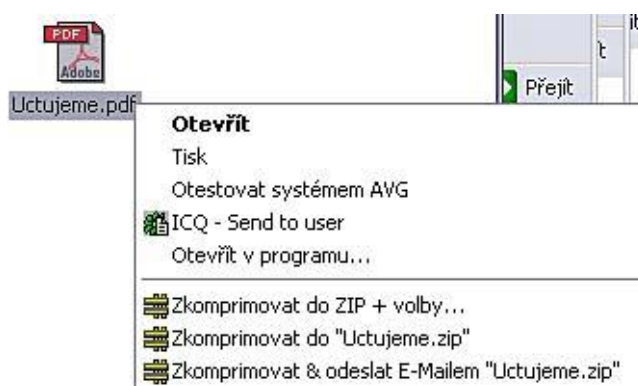 PDF
Adobe
Uctujeme.pdf
Přejít
Otevřít
Tisk
Otestovat systémem AVG
ICQ - Send to user
Otevřít v programu...
Zkomprimovat do ZIP + volby...
Zkomprimovat do "Uctujeme.zip"
Zkomprimovat & odeslat E-Mailem "Uctujeme.zip"